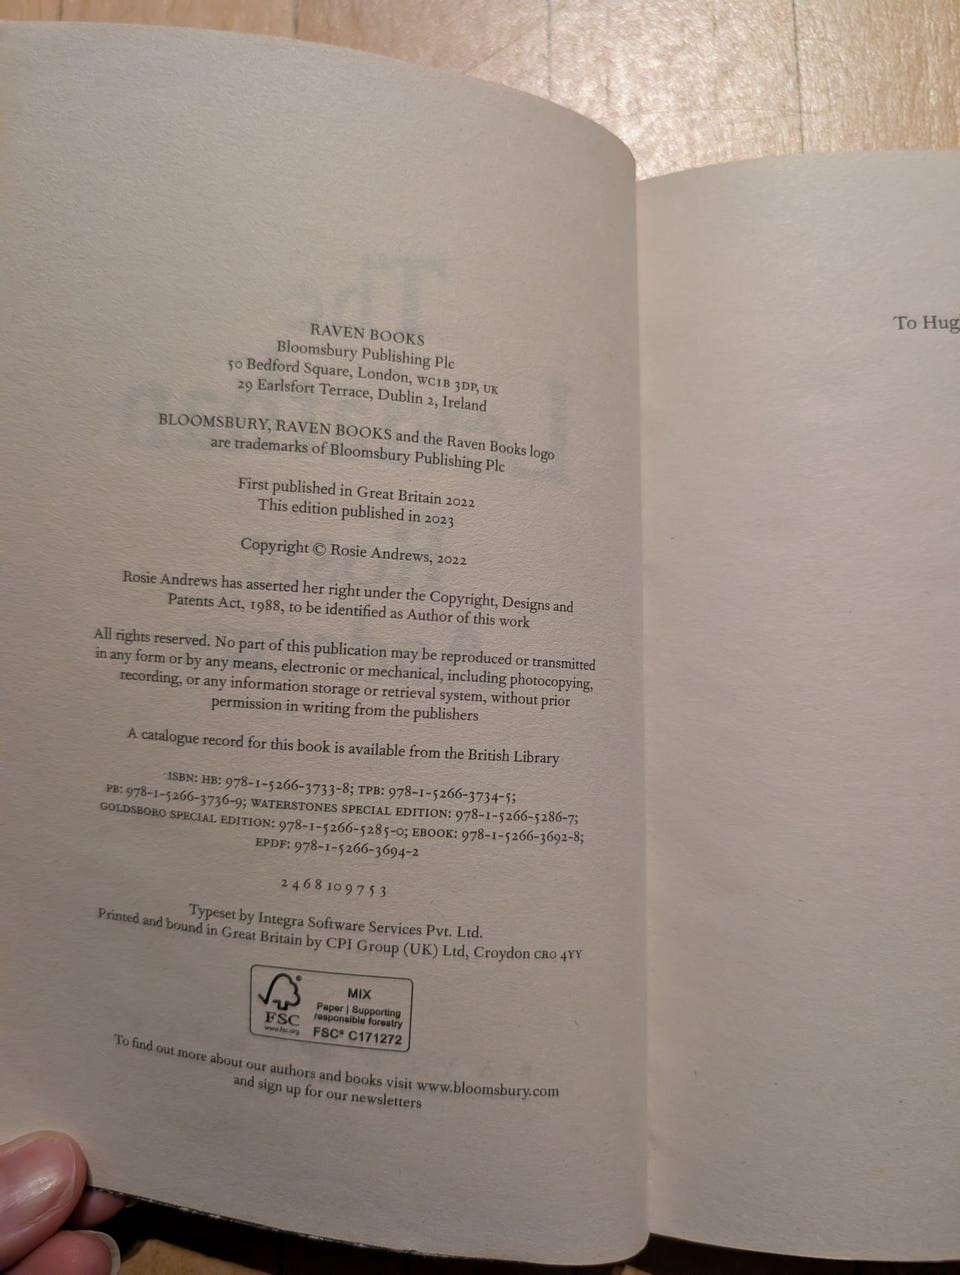 RAVEN BOOKS
Bloomsbury Publishing Plc
50 Bedford Square, London, WC1B 3DP, UK
29 Earlsfort Terrace, Dublin 2, Ireland
BLOOMSBURY, RAVEN BOOKS and the Raven Books logo
are trademarks of Bloomsbury Publishing Plc
First published in Great Britain 2022
This edition published in 2023
Copyright © Rosie Andrews, 2022
Rosie Andrews has asserted her right under the Copyright, Designs and
Patents Act, 1988, to be identified as Author of this work
All rights reserved. No part of this publication may be reproduced or transmitted
in any form or by any means, electronic or mechanical, including photocopying,
recording, or any information storage or retrieval system, without prior
permission in writing from the publishers
A catalogue record for this book is available from the British Library
ISBN: HB: 978-1-5266-3733-8; TPB: 978-1-5266-3734-5;
PB: 978-1-5266-3736-9; WATERSTONES SPECIAL EDITION: 978-1-5266-5286-7;
GOLDSBORO SPECIAL EDITION: 978-1-5266-5285-0; EBOOK: 978-1-5266-3692-8;
EPDF: 978-1-5266-3694-2
2 4 6 8 10 9 7 5 3
Typeset by Integra Software Services Pvt. Ltd.
Printed and bound in Great Britain by CPI Group (UK) Ltd, Croydon CR0 4YY
FSC
www.fsc.org
MIX
Paper | Supporting
responsible forestry
FSC® C171272
To find out more about our authors and books visit www.bloomsbury.com
and sign up for our newsletters
To Hug